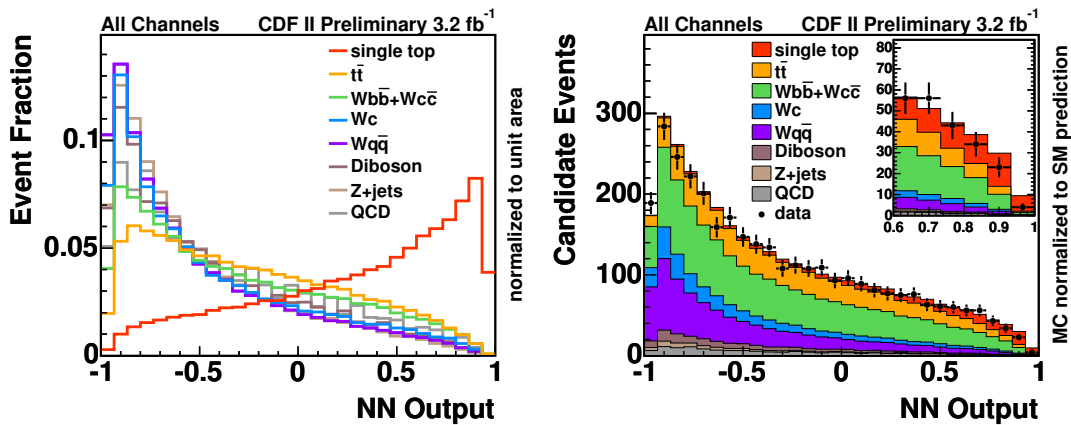 All Channels CDF II Preliminary 3.2 fb⁻¹
Event Fraction
0.1
0.05
0
single top
tt̄
Wbb̄+Wcc̄
Wc
Wqq̄
Diboson
Z+jets
QCD
normalized to unit area
-1 -0.5 0 0.5 1
NN Output
All Channels CDF II Preliminary 3.2 fb⁻¹
Candidate Events
300
200
100
0
single top
tt̄
Wbb̄+Wcc̄
Wc
Wqq̄
Diboson
Z+jets
QCD
data
80
70
60
50
40
30
20
10
0
0.6 0.7 0.8 0.9 1
MC normalized to SM prediction
-1 -0.5 0 0.5 1
NN Output